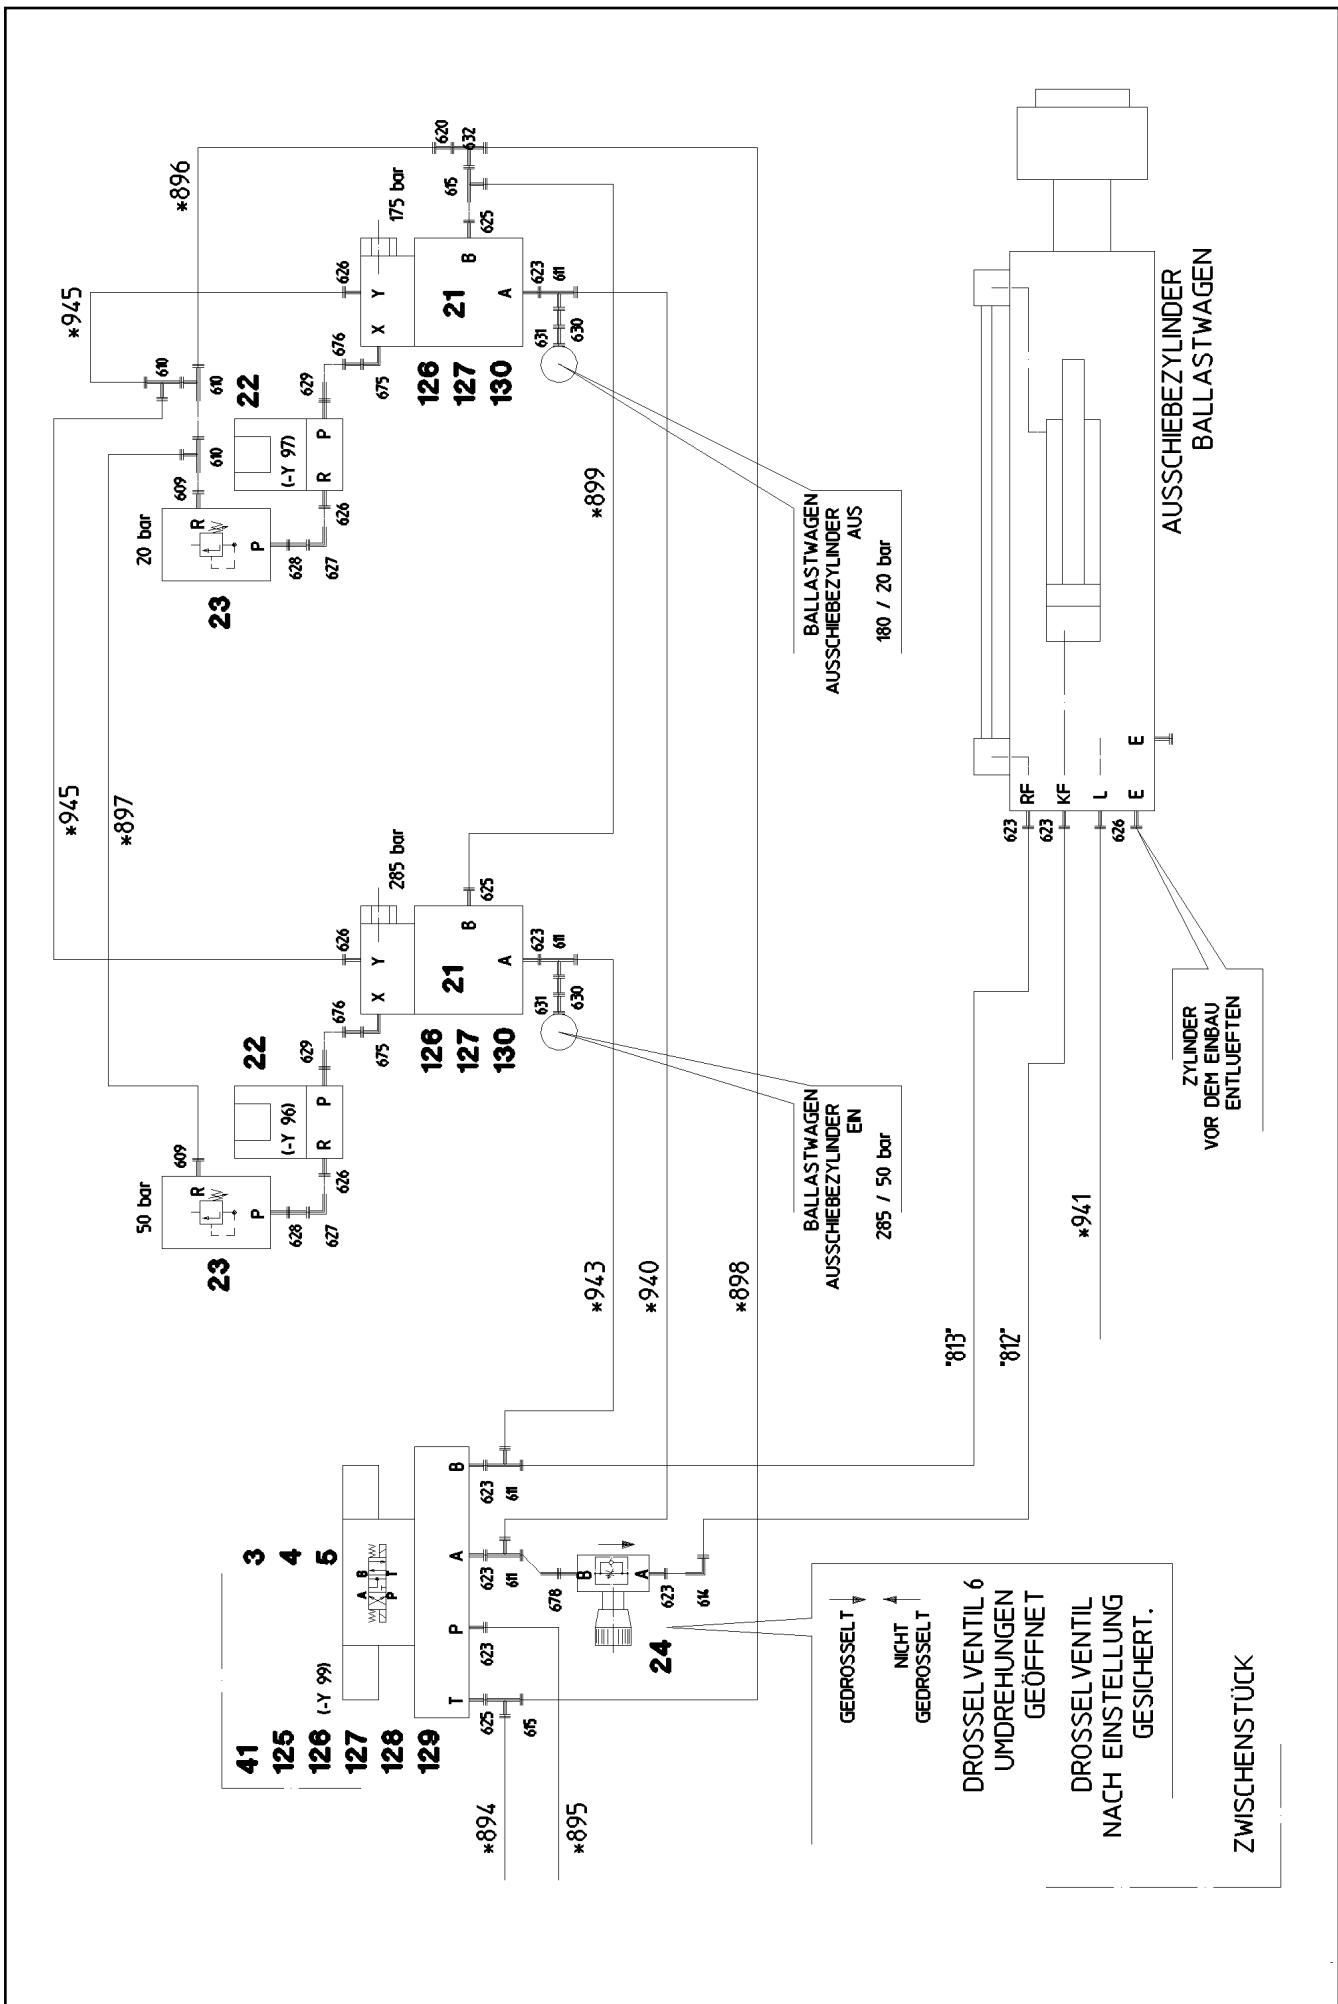 *945
*896
620
632
615
625
175 bar
626
Y
X
B
A
21
623
611
631
630
676
675
126
127
130
610
610
610
629
22
(-Y 97)
P
R
626
609
20 bar
R
P
628
627
23
*899
BALLASTWAGEN
AUSSCHIEBEZYLINDER
AUS
180 / 20 bar
*945
*897
285 bar
625
626
Y
X
B
A
21
623
611
631
630
676
675
126
127
130
629
22
(-Y 96)
P
R
626
609
50 bar
R
P
628
627
23
BALLASTWAGEN
AUSSCHIEBEZYLINDER
EIN
285 / 50 bar
AUSSCHIEBEZYLINDER
BALLASTWAGEN
RF
KF
L
E
E
623
623
626
ZYLINDER
VOR DEM EINBAU
ENTLUEFTEN
*943
*940
*898
"813"
"812"
*941
3
4
5
A B
P T
41
125
126 (-Y 99)
127
128
129
B
A
P
T
623
611
623
611
623
625
615
678
B
A
623
614
24
*894
*895
GEDROSSELT
NICHT
GEDROSSELT
DROSSELVENTIL 6
UMDREHUNGEN
GEÖFFNET
DROSSELVENTIL
NACH EINSTELLUNG
GESICHERT.
ZWISCHENSTÜCK